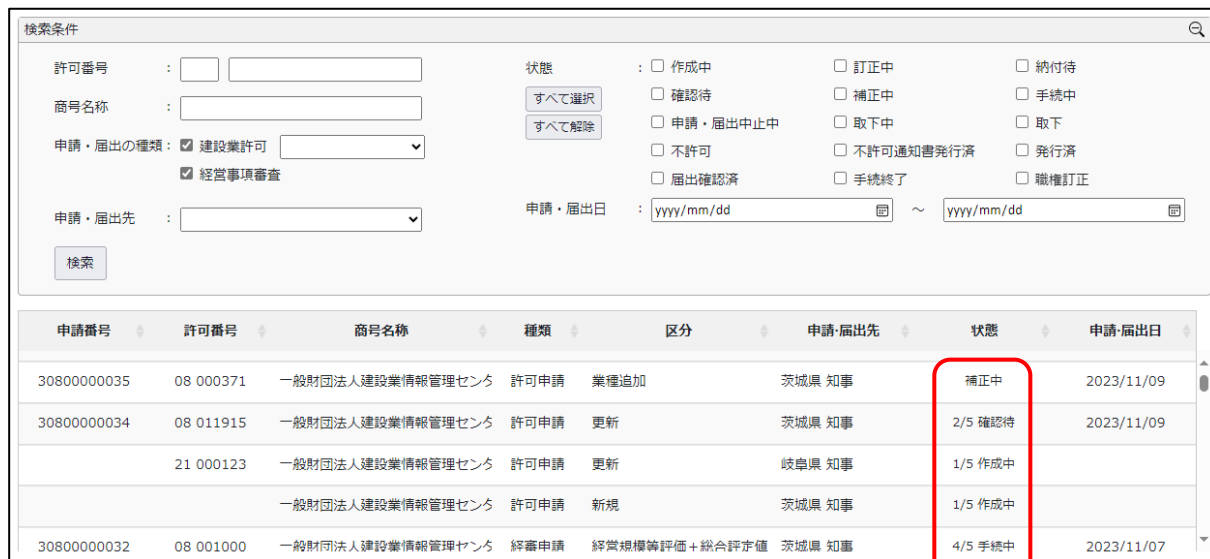 検索条件
許可番号 :
商号名称 :
申請・届出の種類 : 建設業許可
経営事項審査
申請・届出先 :
検索
状態 : 作成中 訂正中 納付待
すべて選択 確認待 補正中 手続中
すべて解除 申請・届出中止中 取下中 取下
不許可 不許可通知書発行済 発行済
届出確認済 手続終了 職権訂正
申請・届出日 : yyyy/mm/dd ～ yyyy/mm/dd
申請番号 許可番号 商号名称 種類 区分 申請・届出先 状態 申請・届出日
30800000035 08 000371 一般財団法人建設業情報管理センタ 許可申請 業種追加 茨城県 知事 補正中 2023/11/09
30800000034 08 011915 一般財団法人建設業情報管理センタ 許可申請 更新 茨城県 知事 2/5 確認待 2023/11/09
21 000123 一般財団法人建設業情報管理センタ 許可申請 更新 岐阜県 知事 1/5 作成中
一般財団法人建設業情報管理センタ 許可申請 新規 茨城県 知事 1/5 作成中
30800000032 08 001000 一般財団法人建設業情報管理センタ 経審申請 経営規模等評価+総合評定値 茨城県 知事 4/5 手続中 2023/11/07